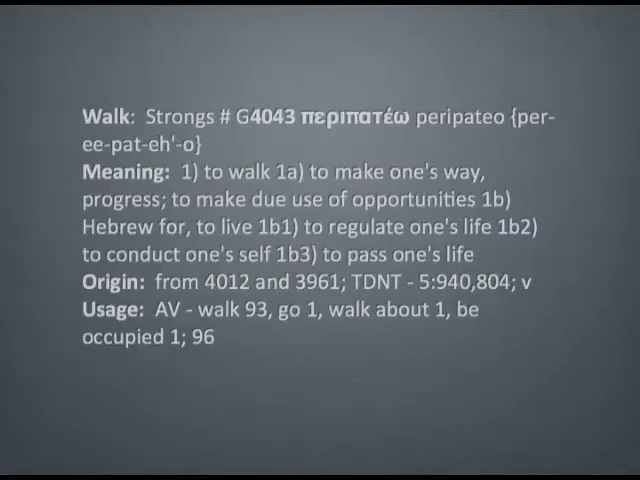 Walk:  Strongs # G4043 περιπατέω peripateo {per-
ee-pat-eh'-o}
Meaning:  1) to walk 1a) to make one's way,
progress; to make due use of opportunities 1b)
Hebrew for, to live 1b1) to regulate one's life 1b2)
to conduct one's self 1b3) to pass one's life
Origin:  from 4012 and 3961; TDNT - 5:940,804; v
Usage:  AV - walk 93, go 1, walk about 1, be
occupied 1; 96